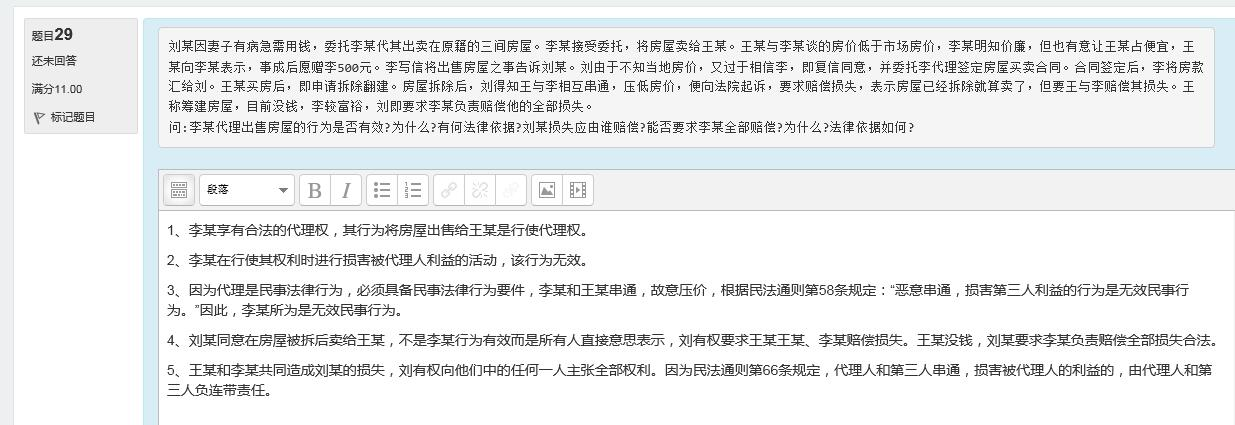 题目29
还未回答
满分11.00
标记题目
刘某因妻子有病急需用钱，委托李某代其出卖在原籍的三间房屋。李某接受委托，将房屋卖给王某。王某与李某谈的房价低于市场房价，李某明知价廉，但也有意让王某占便宜，王
某向李某表示，事成后愿赠李500元。李写信将出售房屋之事告诉刘某。刘由于不知当地房价，又过于相信李，即复信同意，并委托李代理签定房屋买卖合同。合同签定后，李将房款
汇给刘。王某买房后，即申请拆除翻建。房屋拆除后，刘得知王与李相互串通，压低房价，便向法院起诉，要求赔偿损失，表示房屋已经拆除就算卖了，但要王与李赔偿其损失。王
称筹建房屋，目前没钱，李较富裕，刘即要求李某负责赔偿他的全部损失。
问:李某代理出售房屋的行为是否有效?为什么?有何法律依据?刘某损失应由谁赔偿?能否要求李某全部赔偿?为什么?法律依据如何?
段落
B
I
1、李某享有合法的代理权，其行为将房屋出售给王某是行使代理权。
2、李某在行使其权利时进行损害被代理人利益的活动，该行为无效。
3、因为代理是民事法律行为，必须具备民事法律行为要件，李某和王某串通，故意压价，根据民法通则第58条规定：“恶意串通，损害第三人利益的行为是无效民事行
为。”因此，李某所为是无效民事行为。
4、刘某同意在房屋被拆后卖给王某，不是李某行为有效而是所有人直接意思表示，刘有权要求王某王某、李某赔偿损失。王某没钱，刘某要求李某负责赔偿全部损失合法。
5、王某和李某共同造成刘某的损失，刘有权向他们中的任何一人主张全部权利。因为民法通则第66条规定，代理人和第三人串通，损害被代理人的利益的，由代理人和第
三人负连带责任。